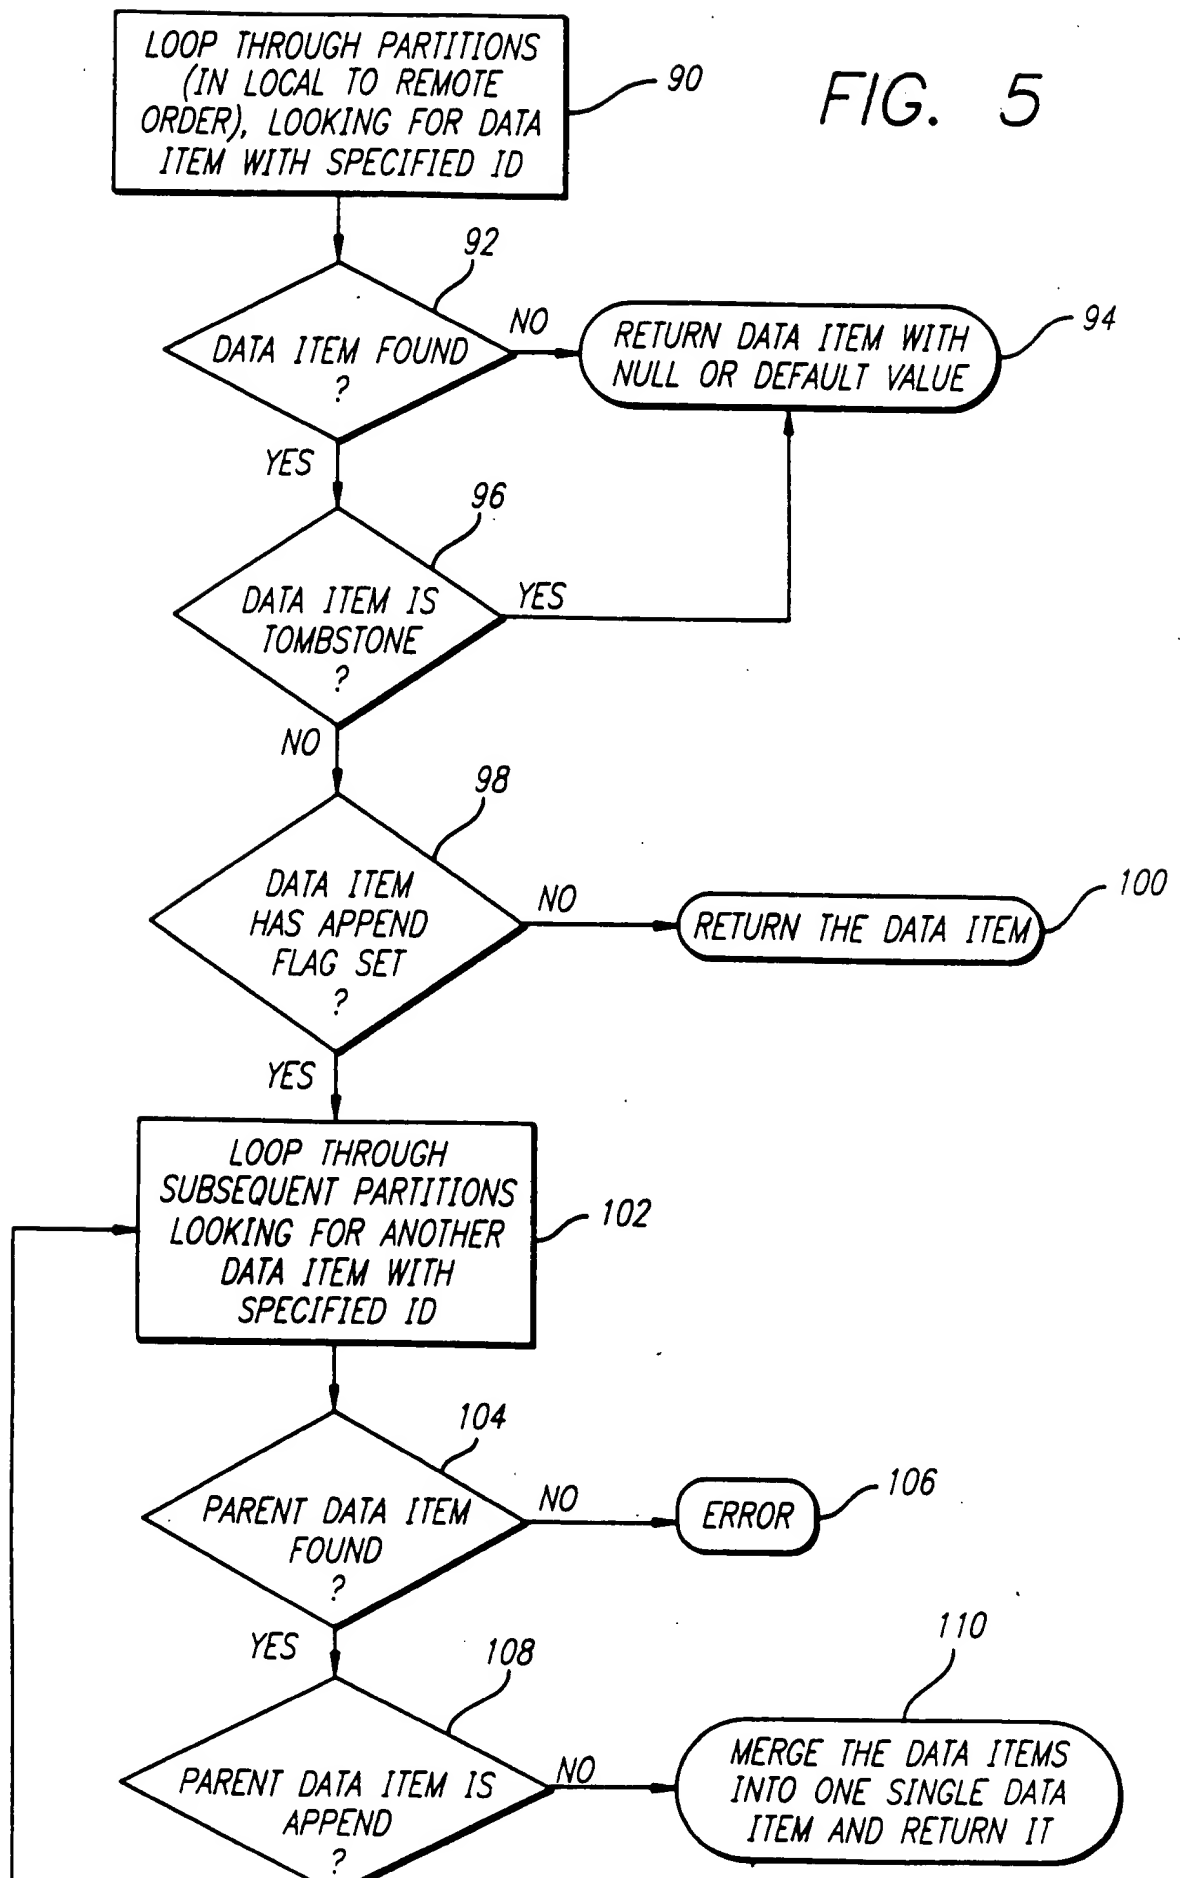 LOOP THROUGH PARTITIONS
(IN LOCAL TO REMOTE
ORDER), LOOKING FOR DATA
ITEM WITH SPECIFIED ID
90
FIG. 5
92
DATA ITEM FOUND
?
NO
RETURN DATA ITEM WITH
NULL OR DEFAULT VALUE
94
YES
96
DATA ITEM IS
TOMBSTONE
?
YES
NO
98
DATA ITEM
HAS APPEND
FLAG SET
?
NO
RETURN THE DATA ITEM
100
YES
LOOP THROUGH
SUBSEQUENT PARTITIONS
LOOKING FOR ANOTHER
DATA ITEM WITH
SPECIFIED ID
102
104
PARENT DATA ITEM
FOUND
?
NO
ERROR
106
YES
108
PARENT DATA ITEM IS
APPEND
?
NO
110
MERGE THE DATA ITEMS
INTO ONE SINGLE DATA
ITEM AND RETURN IT